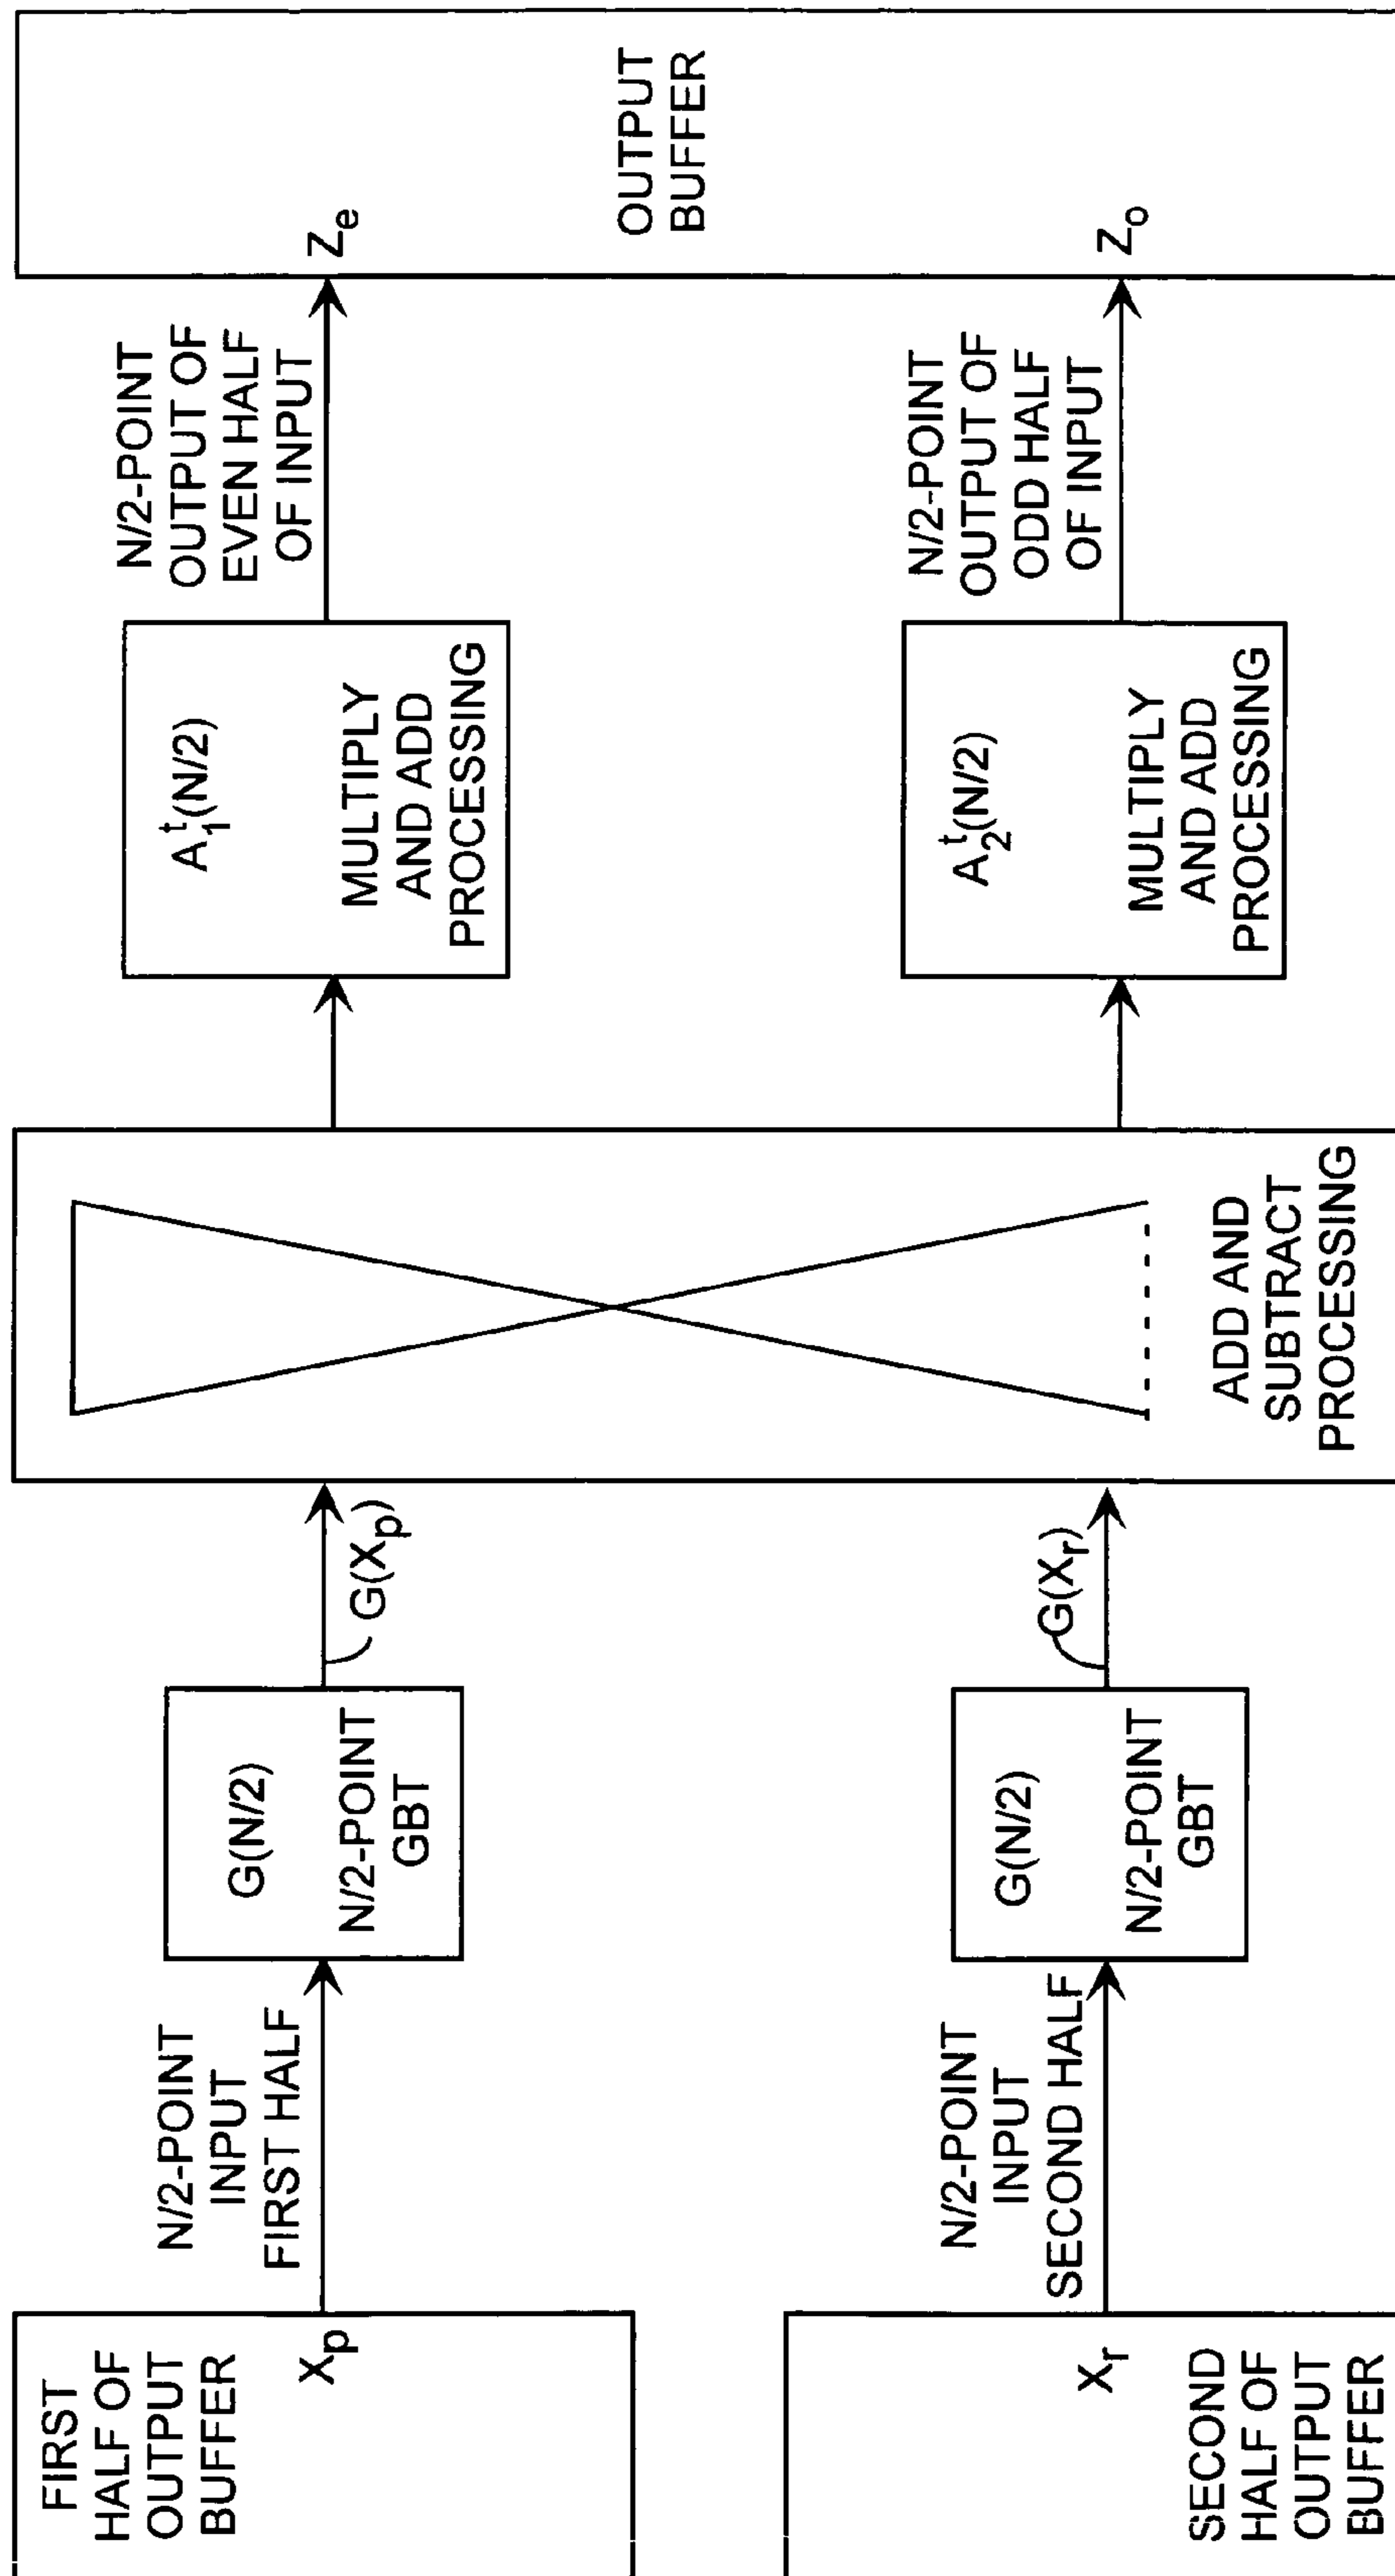 FIRST
HALF OF
OUTPUT
BUFFER
Xp
N/2-POINT
INPUT
FIRST HALF
G(N/2)
N/2-POINT
GBT
G(Xp)
A1t(N/2)
MULTIPLY
AND ADD
PROCESSING
N/2-POINT
OUTPUT OF
EVEN HALF
OF INPUT
Ze
OUTPUT
BUFFER
Xr
SECOND
HALF OF
OUTPUT
BUFFER
N/2-POINT
INPUT
SECOND HALF
G(N/2)
N/2-POINT
GBT
G(Xr)
ADD AND
SUBTRACT
PROCESSING
A2t(N/2)
MULTIPLY
AND ADD
PROCESSING
N/2-POINT
OUTPUT OF
ODD HALF
OF INPUT
Zo